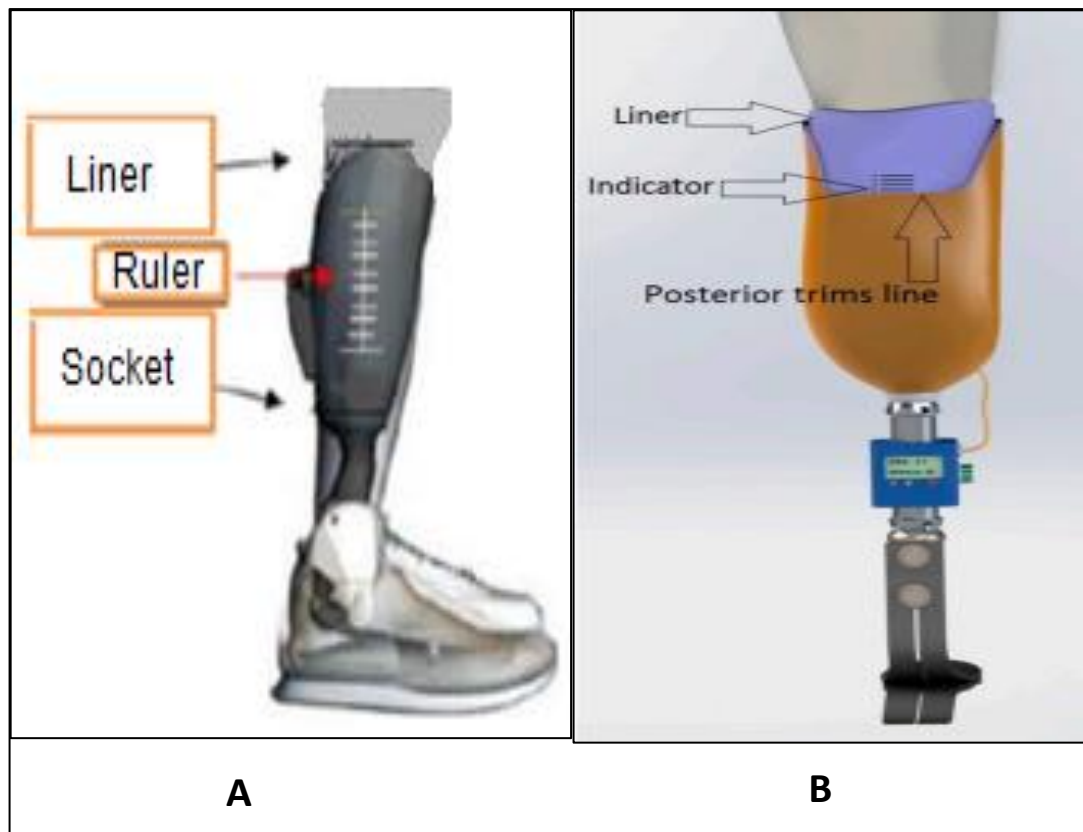 Liner
Ruler
Socket
Liner
Indicator
Posterior trims line
A
B